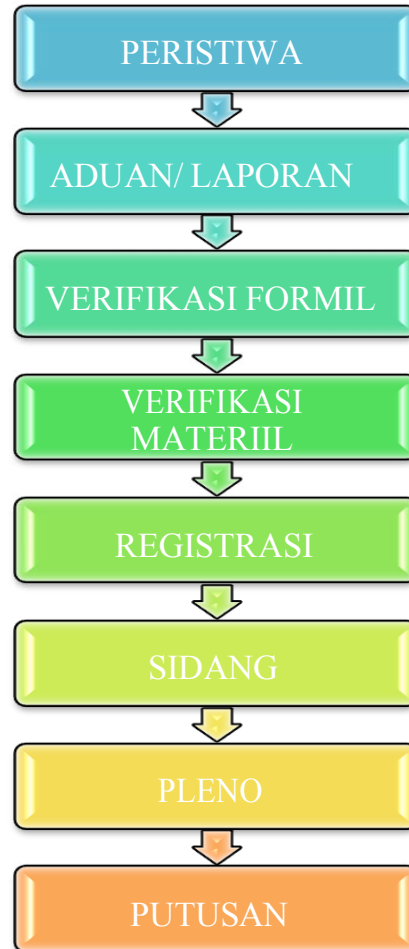 PERISTIWA
ADUAN/ LAPORAN
VERIFIKASI FORMIL
VERIFIKASI
MATERIIL
REGISTRASI
SIDANG
PLENO
PUTUSAN